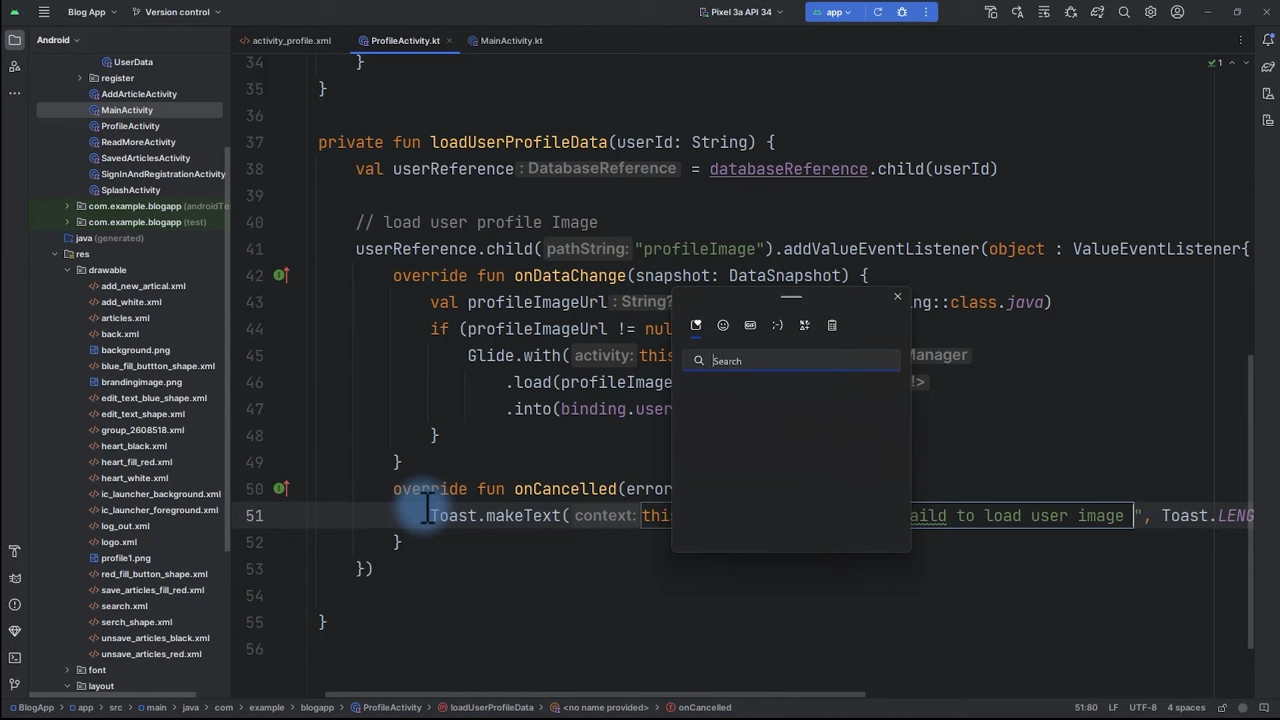 Blog App
Version control
Pixel 3a API 34
app
Android
activity_profile.xml
ProfileActivity.kt
MainActivity.kt
UserData
register
AddArticleActivity
MainActivity
ProfileActivity
ReadMoreActivity
SavedArticlesActivity
SignInAndRegistrationActivity
SplashActivity
com.example.blogapp (androidTe
com.example.blogapp (test)
java (generated)
res
drawable
add_new_artical.xml
add_white.xml
articles.xml
back.xml
background.png
blue_fill_buttton_shape.xml
brandingimage.png
edit_text_blue_shape.xml
edit_text_shape.xml
group_2608518.xml
heart_black.xml
heart_fill_red.xml
heart_white.xml
ic_launcher_background.xml
ic_launcher_foreground.xml
log_out.xml
logo.xml
profile1.png
red_fill_button_shape.xml
save_articles_fill_red.xml
search.xml
serch_shape.xml
unsave_articles_black.xml
unsave_articles_red.xml
font
layout
1
34 }
35 }
36
37 private fun loadUserProfileData(userId: String) {
38 val userReference : DatabaseReference = databaseReference.child(userId)
39
40 // load user profile Image
41 userReference.child( pathString: "profileImage").addValueEventListener(object : ValueEventListener{
42 override fun onDataChange(snapshot: DataSnapshot) {
43 val profileImageUrl : String? ing::class.java)
44 if (profileImageUrl != nul
45 Glide.with( activity: this Manager
46 .load(profileImage !>
47 .into(binding.user
48 }
49 }
50 override fun onCancelled(error
51 Toast.makeText( context: this aild to load user image ", Toast.LENG
52 }
53 })
54
55 }
56
Search
BlogApp > app > src > main > java > com > example > blogapp > ProfileActivity > loadUserProfileData > <no name provided> > onCancelled
51:80 LF UTF-8 4 spaces